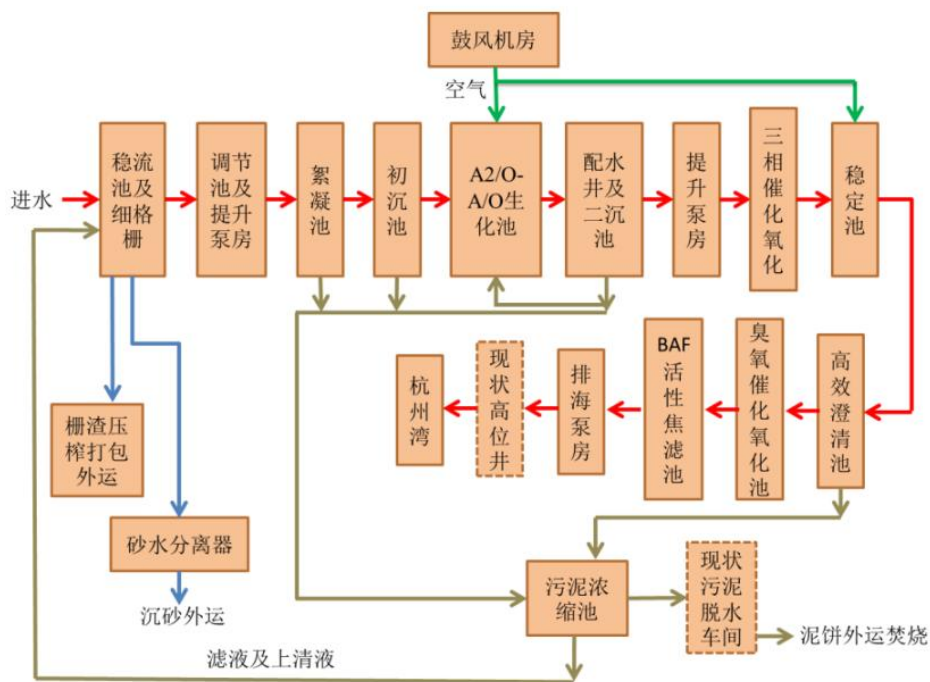 鼓风机房
空气
进水
稳流
池及
细格
栅
调节
池及
提升
泵房
絮
凝
池
初
沉
池
A2/O-
A/O生
化池
配水
井及
二沉
池
提
升
泵
房
三
相
催
化
氧
化
稳
定
池
杭
州
湾
现
状
高
位
井
排
海
泵
房
BAF
活
性
焦
滤
池
臭
氧
催
化
氧
化
池
高
效
澄
清
池
栅渣压
榨打包
外运
砂水分离器
沉砂外运
污泥浓
缩池
现状
污泥
脱水
车间
泥饼外运焚烧
滤液及上清液